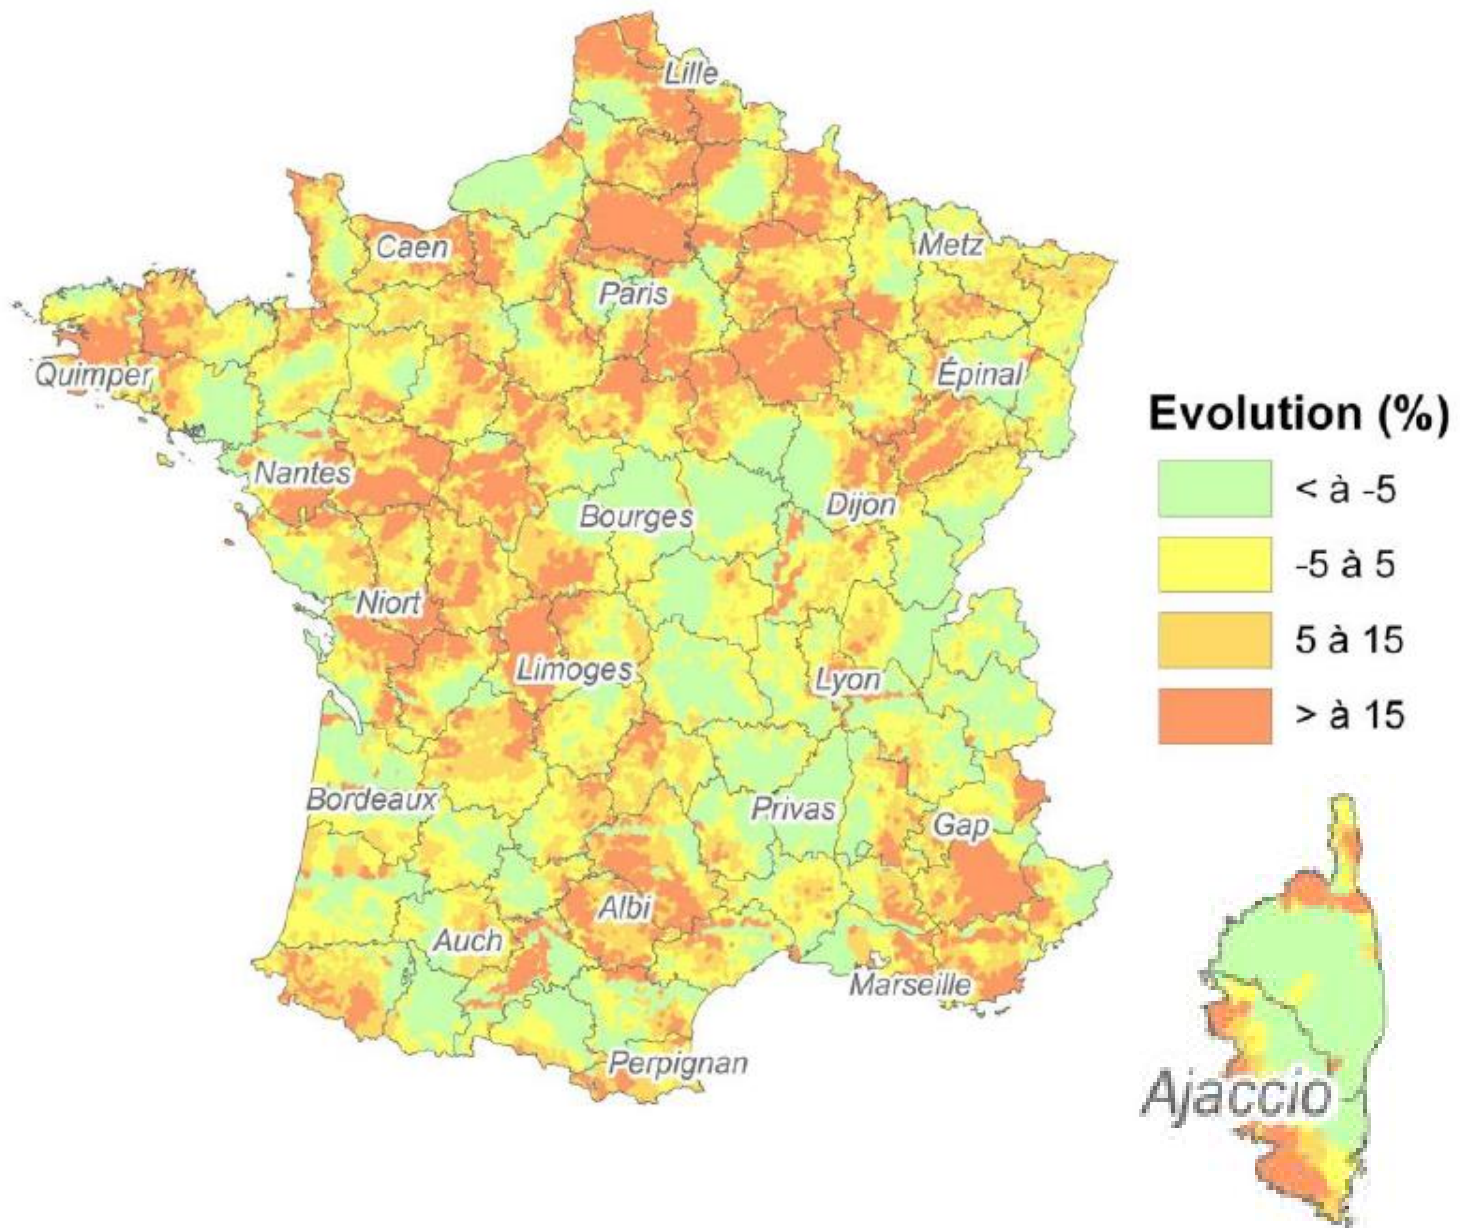 Lille
Caen
Metz
Paris
Quimper
Épinal
Evolution (%)
Nantes
< à -5
Dijon
Bourges
-5 à 5
Niort
5 à 15
Limoges
Lyon
> à 15
Bordeaux
Privas
Gap
Albi
Auch
Marseille
Perpignan
Ajaccio